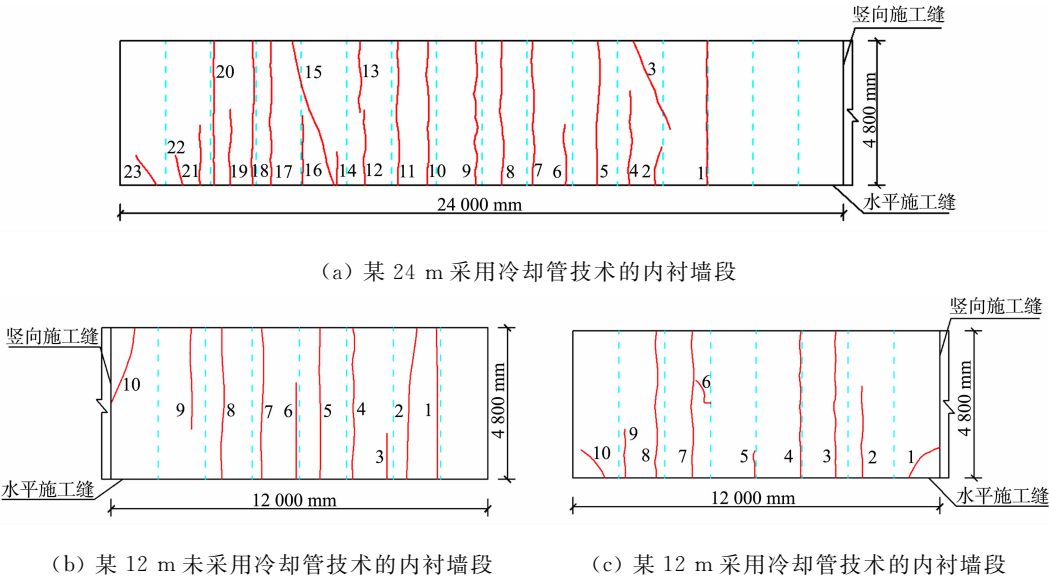 竖向施工缝
20 15 13 3
4 800 mm
22
23 21 19 18 17 16 14 12 11 10 9 8 7 6 5 4 2 1
水平施工缝
24 000 mm
(a) 某 24 m 采用冷却管技术的内衬墙段
竖向施工缝
10
9 8 7 6 5 4 2 1
3
4 800 mm
水平施工缝
12 000 mm
(b) 某 12 m 未采用冷却管技术的内衬墙段
竖向施工缝
6
9
10 8 7 5 4 3 2 1
4 800 mm
水平施工缝
12 000 mm
(c) 某 12 m 采用冷却管技术的内衬墙段